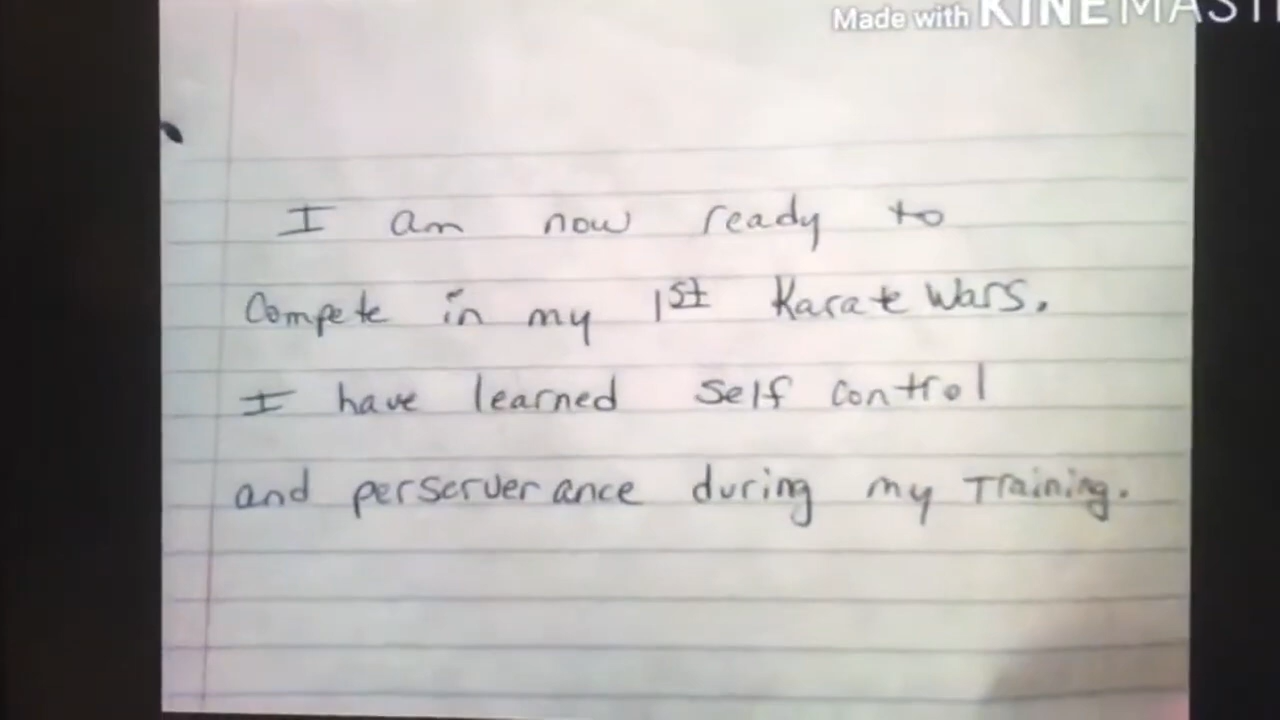 Made with KINEMAST
I am now ready to
Compete in my 1st Karate Wars.
I have learned Self Control
and perserverance during my Training.